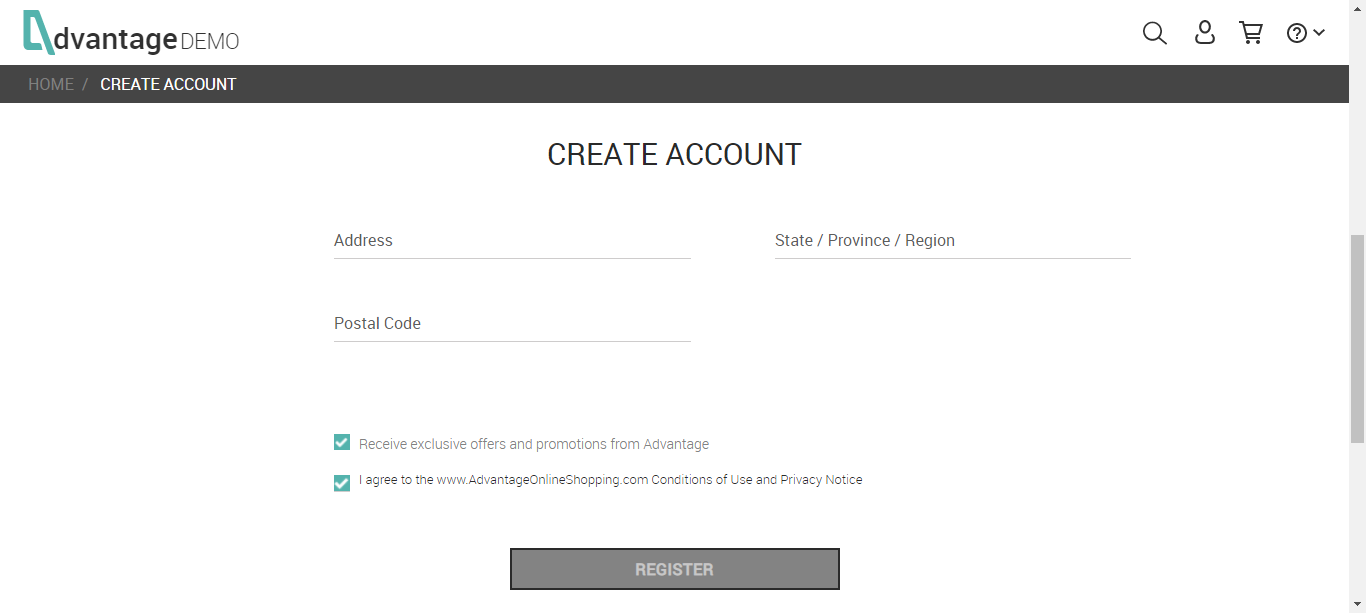 dvantage DEMO
HOME / CREATE ACCOUNT
CREATE ACCOUNT
Address
State / Province / Region
Postal Code
Receive exclusive offers and promotions from Advantage
I agree to the www.AdvantageOnlineShopping.com Conditions of Use and Privacy Notice
REGISTER